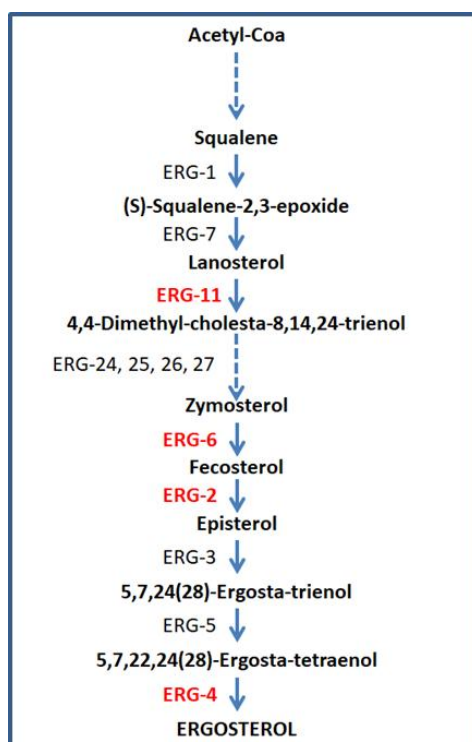 Acetyl-Coa
Squalene
ERG-1
(S)-Squalene-2,3-epoxide
ERG-7
Lanosterol
ERG-11
4,4-Dimethyl-cholesta-8,14,24-trienol
ERG-24, 25, 26, 27
Zymosterol
ERG-6
Fecosterol
ERG-2
Episterol
ERG-3
5,7,24(28)-Ergosta-trienol
ERG-5
5,7,22,24(28)-Ergosta-tetraenol
ERG-4
ERGOSTEROL